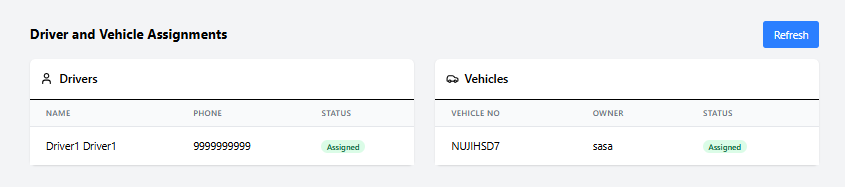 Driver and Vehicle Assignments
Refresh
Drivers
NAME PHONE STATUS
Driver1 Driver1 9999999999 Assigned
Vehicles
VEHICLE NO OWNER STATUS
NUJIHSD7 sasa Assigned